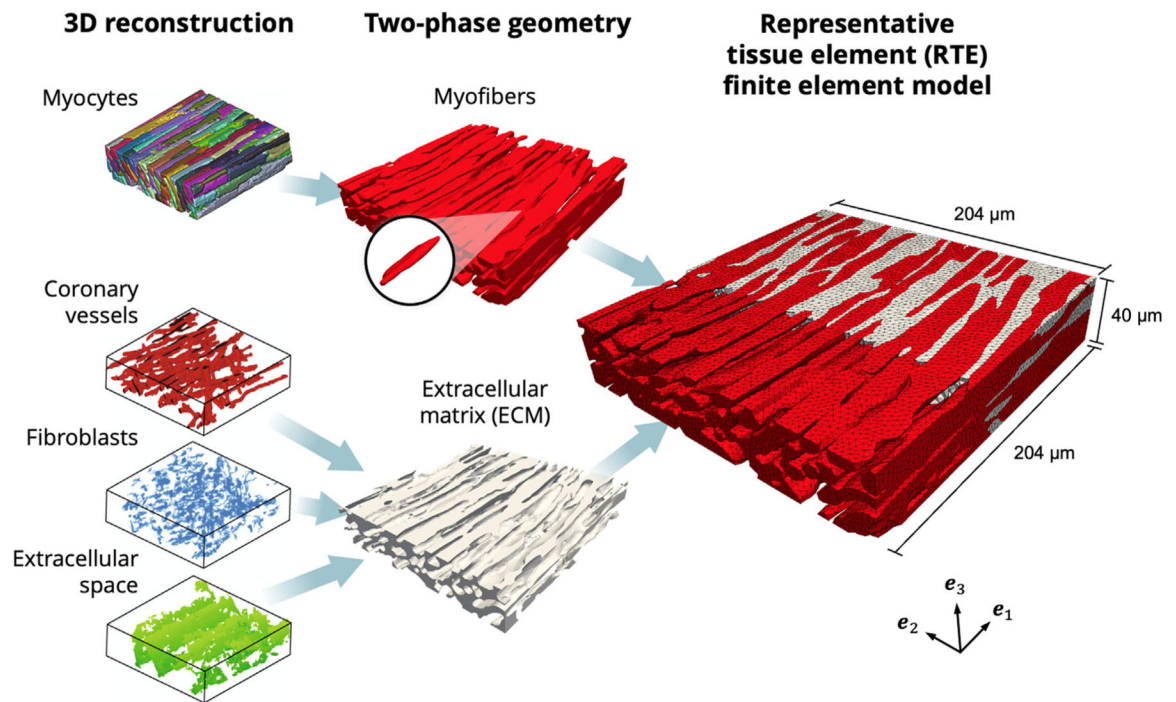 3D reconstruction
Two-phase geometry
Representative
tissue element (RTE)
finite element model
Myocytes
Myofibers
204 μm
40 μm
204 μm
Coronary
vessels
Fibroblasts
Extracellular
space
Extracellular
matrix (ECM)
e3
e2
e1